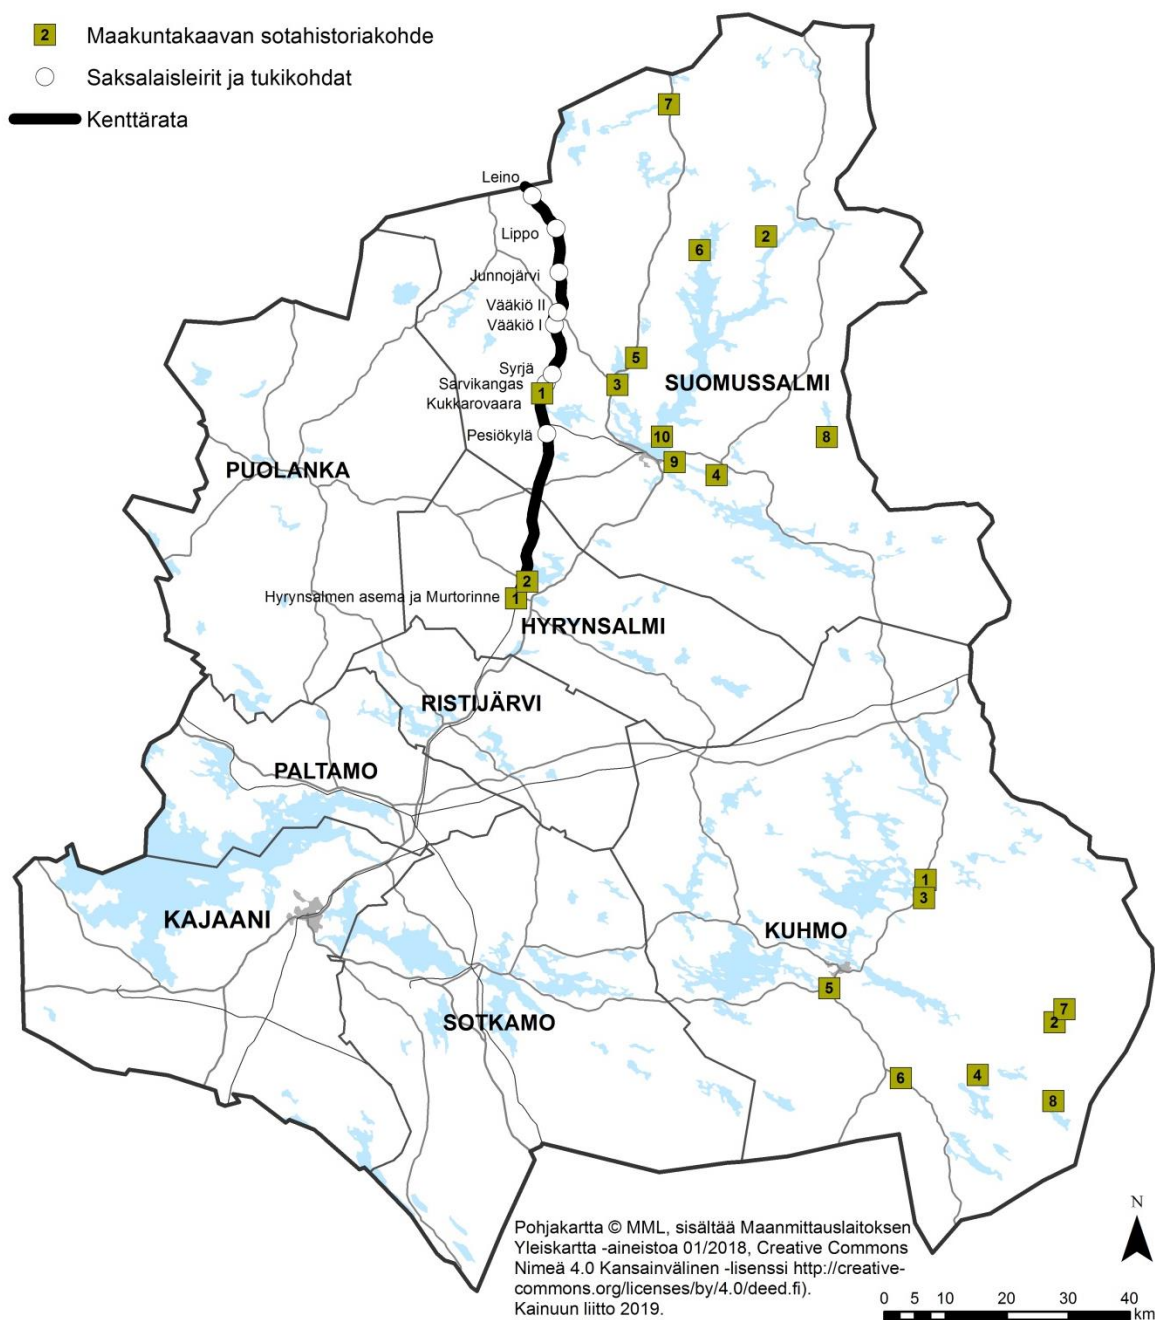 2 Maakuntakaavan sotahistoriakohde
Saksalaisleirit ja tukikohdat
Kenttärata
7
Leino
Lippo
2
6
Junnojärvi
Vääkiö II
Vääkiö I
5
Syrjä
3
SUOMUSSALMI
Sarvikangas
1
Kukkarovaara
Pesiökylä
10
8
9
4
PUOLANKA
2
Hyrynsalmen asema ja Murtorinne
1
HYRYNSALMI
RISTIJÄRVI
PALTAMO
1
3
KAJAANI
KUHMO
5
7
2
SOTKAMO
4
6
8
N
Pohjakartta © MML, sisältää Maanmittauslaitoksen
Yleiskartta -aineistoa 01/2018, Creative Commons
Nimeä 4.0 Kansainvälinen -lisenssi http://creative-
commons.org/licenses/by/4.0/deed.fi).
Kainuun liitto 2019.
0 5 10 20 30 40
km